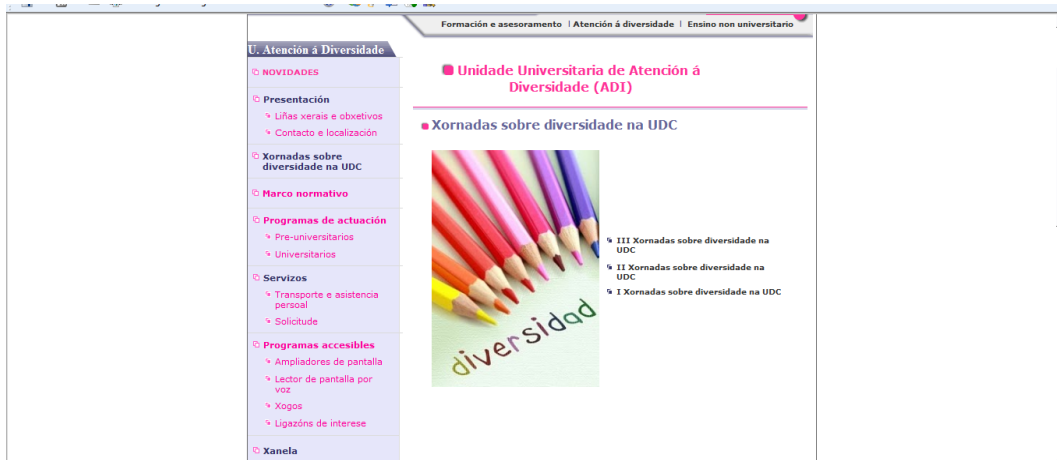 Formación e asesoramento | Atención á diversidade | Ensino non universitario
U. Atención á Diversidade
NOVIDADES
Presentación
Liñas xerais e obxetivos
Contacto e localización
Xornadas sobre
diversidade na UDC
Marco normativo
Programas de actuación
Pre-universitarios
Universitarios
Servizos
Transporte e asistencia
persoal
Solicitude
Programas accesibles
Ampliadores de pantalla
Lector de pantalla por
voz
Xogos
Ligazóns de interese
Xanela
Unidade Universitaria de Atención á
Diversidade (ADI)
Xornadas sobre diversidade na UDC
diversidad
III Xornadas sobre diversidade na
UDC
II Xornadas sobre diversidade na
UDC
I Xornadas sobre diversidade na UDC